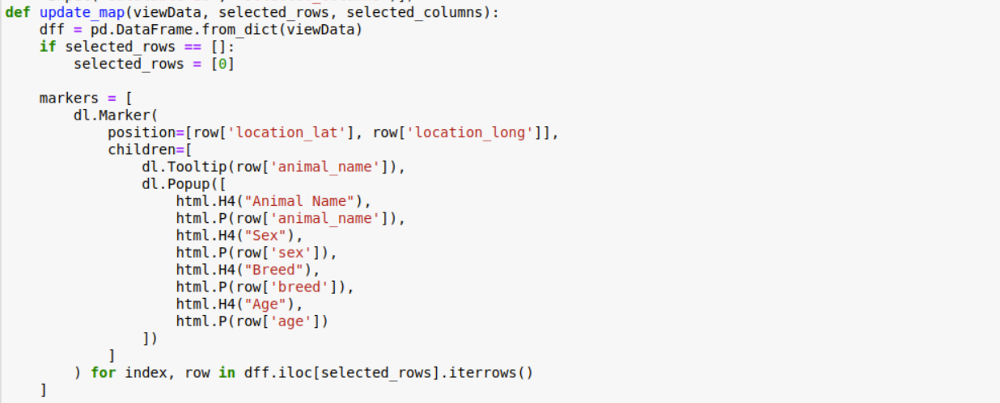 def update_map(viewData, selected_rows, selected_columns):
    dff = pd.DataFrame.from_dict(viewData)
    if selected_rows == []:
        selected_rows = [0]

    markers = [
        dl.Marker(
            position=[row['location_lat'], row['location_long']],
            children=[
                dl.Tooltip(row['animal_name']),
                dl.Popup([
                    html.H4("Animal Name"),
                    html.P(row['animal_name']),
                    html.H4("Sex"),
                    html.P(row['sex']),
                    html.H4("Breed"),
                    html.P(row['breed']),
                    html.H4("Age"),
                    html.P(row['age'])
                ])
            ]
        ) for index, row in dff.iloc[selected_rows].iterrows()
    ]